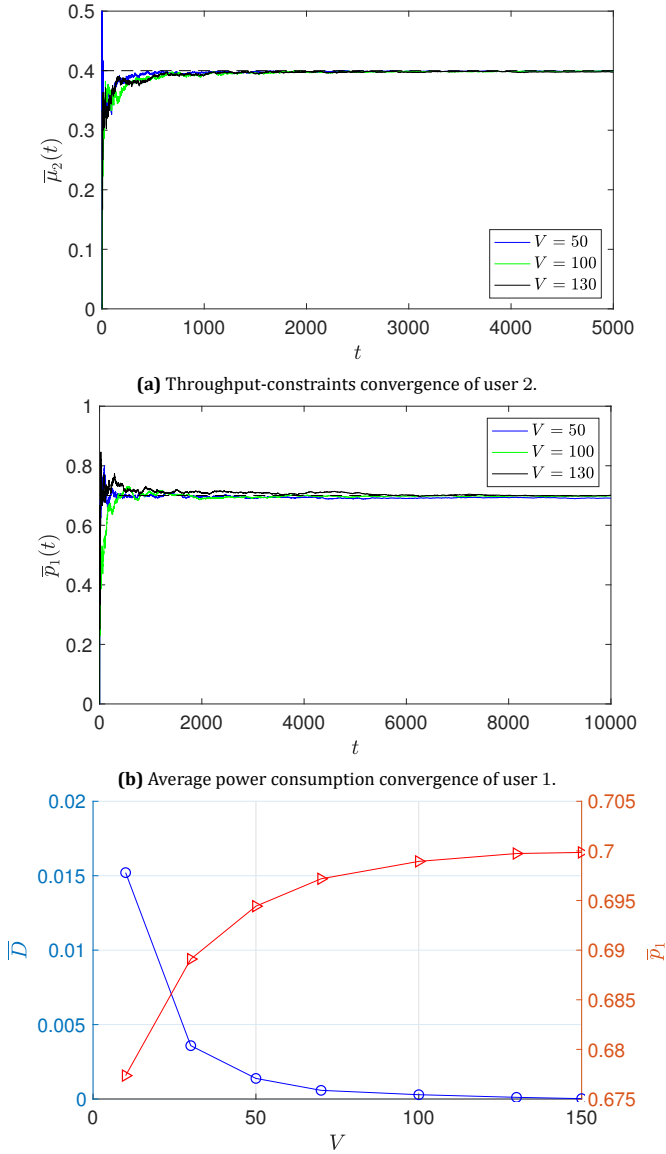 0.5
0.4
0.3
0.2
0.1
0
μ̅₂(t)
V = 50
V = 100
V = 130
0 1000 2000 3000 4000 5000
t
(a) Throughput-constraints convergence of user 2.
1
0.8
0.6
0.4
0.2
0
p̅₁(t)
V = 50
V = 100
V = 130
0 2000 4000 6000 8000 10000
t
(b) Average power consumption convergence of user 1.
0.02
0.015
0.01
0.005
0
D̅
0.705
0.7
0.695
0.69
0.685
0.68
0.675
p̅₁
0 50 100 150
V